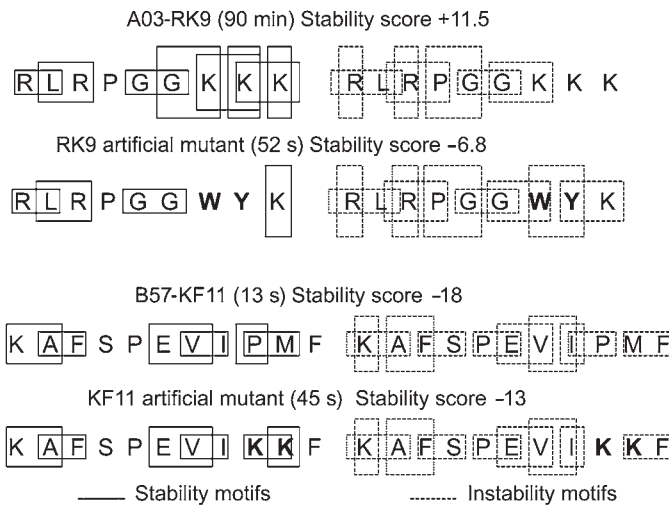 A03-RK9 (90 min) Stability score +11.5
R L R P G G K K K R L R P G G K K K
RK9 artificial mutant (52 s) Stability score –6.8
R L R P G G W Y K R L R P G G W Y K
B57-KF11 (13 s) Stability score –18
K A F S P E V I P M F K A F S P E V I P M F
KF11 artificial mutant (45 s) Stability score –13
K A F S P E V I K K F K A F S P E V I K K F
Stability motifs Instability motifs